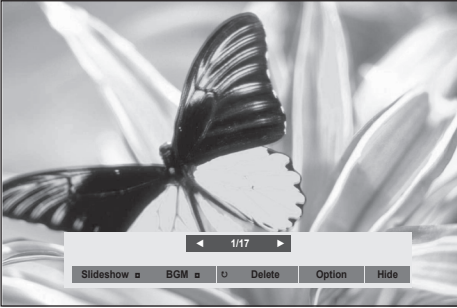 ◀ 1/17 ▶
Slideshow ◘ BGM ◘ ↻ Delete Option Hide